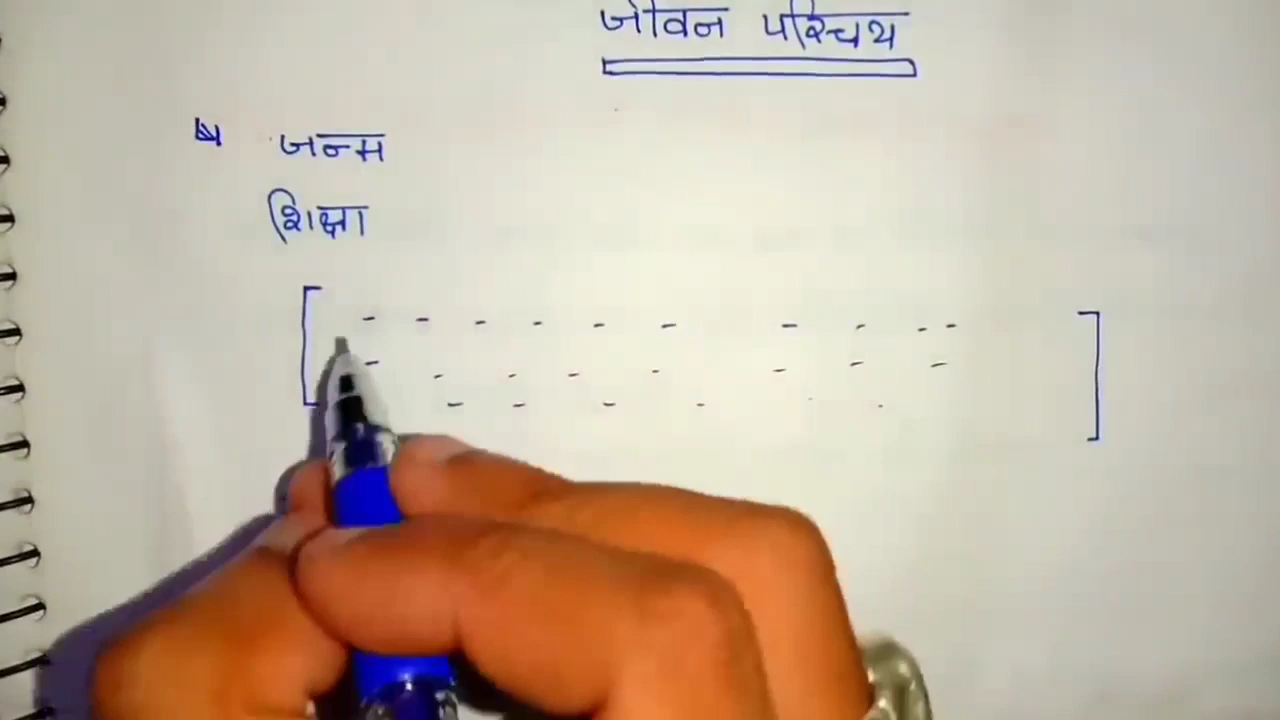 जीवन परिचय
जन्म
शिक्षा